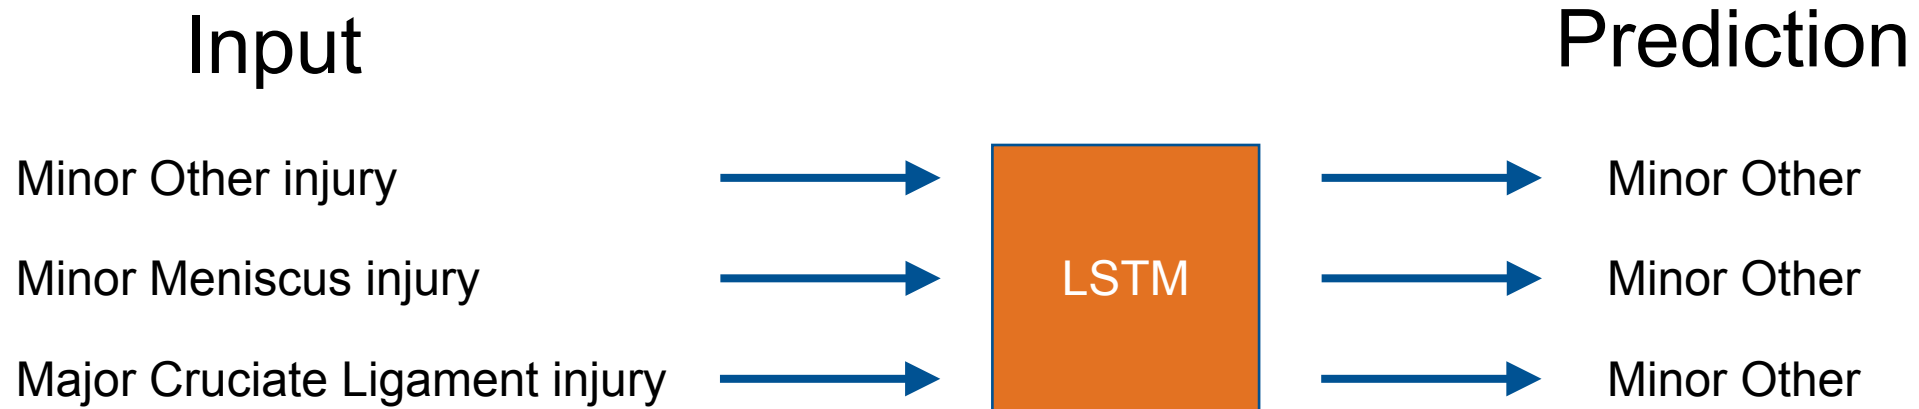 Input
Prediction
Minor Other injury
Minor Other
Minor Meniscus injury
LSTM
Minor Other
Major Cruciate Ligament injury
Minor Other